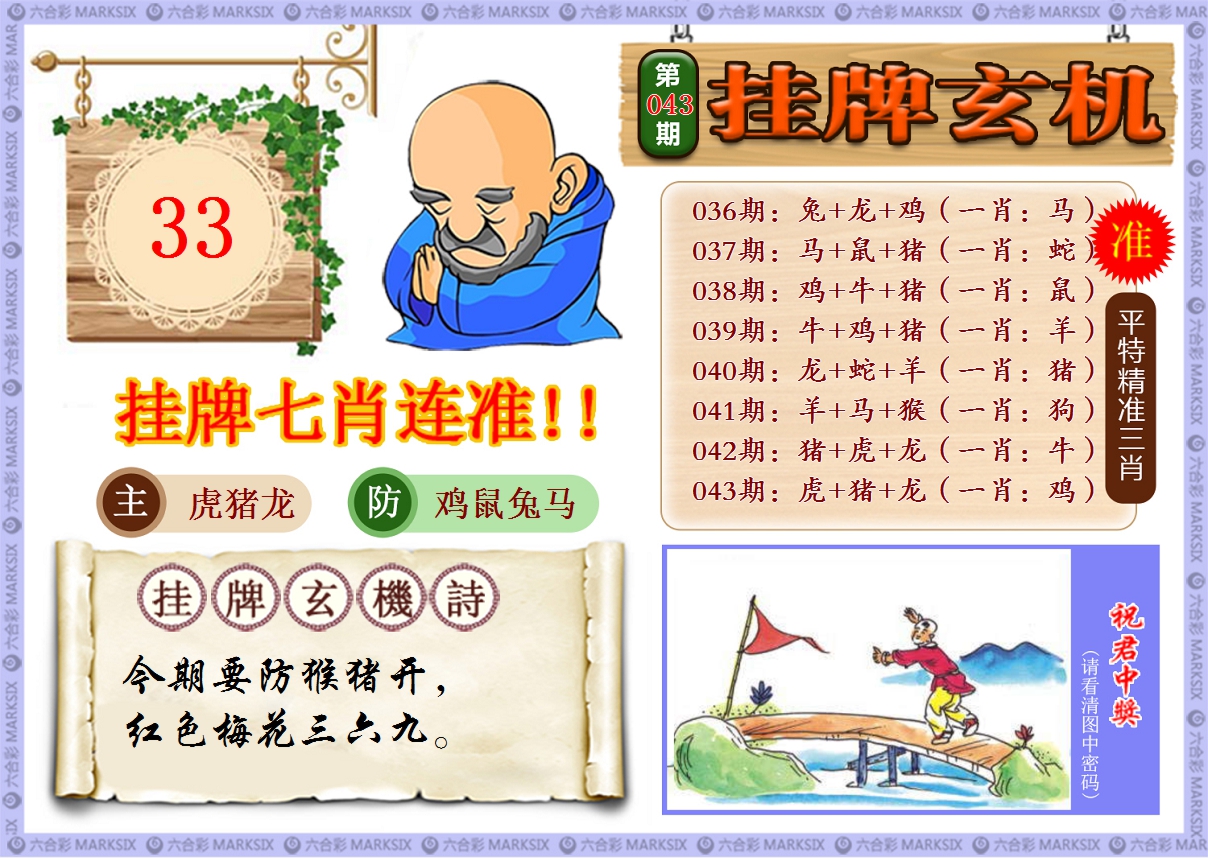 六合彩 MARKSIX
33
挂牌七肖连准!!
主 虎猪龙 防 鸡鼠兔马
挂牌玄機詩
今期要防猴猪开，
红色梅花三六九。
第
043
期
挂牌玄机
036期：兔+龙+鸡（一肖：马）
037期：马+鼠+猪（一肖：蛇）
038期：鸡+牛+猪（一肖：鼠）
039期：牛+鸡+猪（一肖：羊）
040期：龙+蛇+羊（一肖：猪）
041期：羊+马+猴（一肖：狗）
042期：猪+虎+龙（一肖：牛）
043期：虎+猪+龙（一肖：鸡）
准
平特精准三肖
祝君中奖
（请看清图中密码）